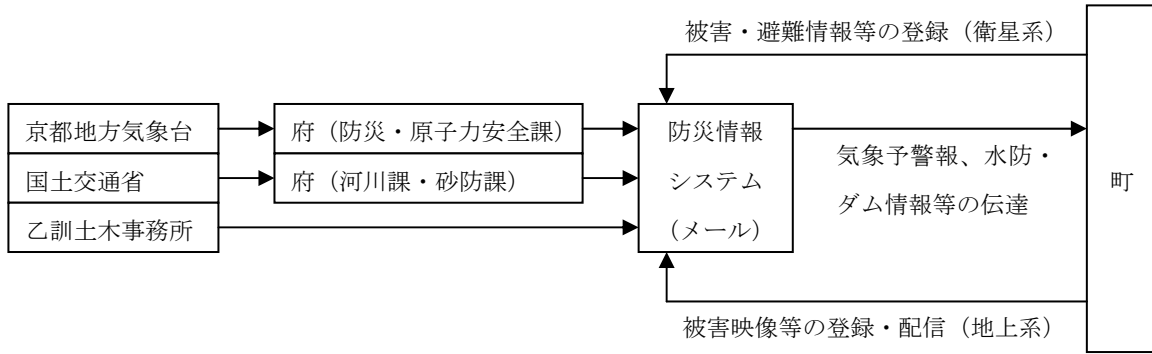 被害・避難情報等の登録（衛星系）
京都地方気象台
府（防災・原子力安全課）
国土交通省
府（河川課・砂防課）
乙訓土木事務所
防災情報
システム
（メール）
気象予警報、水防・
ダム情報等の伝達
町
被害映像等の登録・配信（地上系）